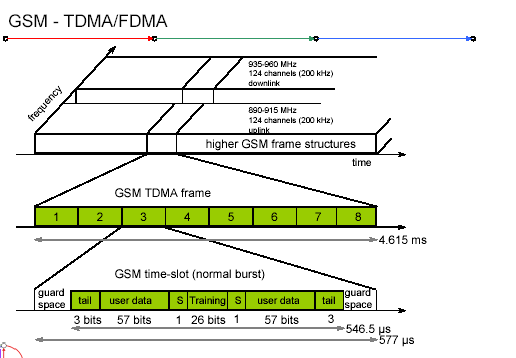 GSM - TDMA/FDMA
935-960 MHz
124 channels (200 kHz)
downlink
frequency
890-915 MHz
124 channels (200 kHz)
uplink
higher GSM frame structures
time
GSM TDMA frame
1 2 3 4 5 6 7 8
4.615 ms
GSM time-slot (normal burst)
guard space
tail user data S Training S user data tail
guard space
3 bits 57 bits 1 26 bits 1 57 bits 3
546.5 µs
577 µs